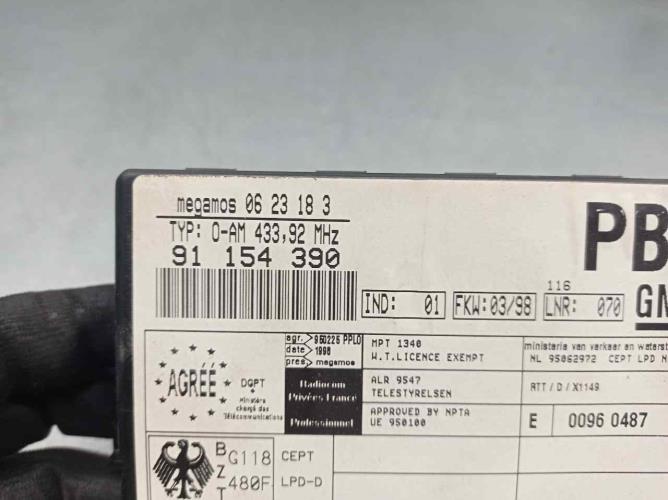 megamos 06 23 18 3
TYP: O-AM 433,92 MHz
91 154 390
PB
116
IND: 01
FKW: 03/98
LNR: 070
GM
AGRÉÉ
DGPT
Ministère
chargé des
Télécommunications
agr. 950225 PPL0
date 1998
pres megamos
Radiocom
Privées France
Professionnel
MPT 1340
W.T.LICENCE EXEMPT
ALR 9547
TELESTYRELSEN
APPROVED BY NPTA
UE 950100
ministerie van verkeer en waterst
NL 95062972 CEPT LPD
RTT / D / X1149
E 0096 0487
BZT
G118
480F
CEPT
LPD-D